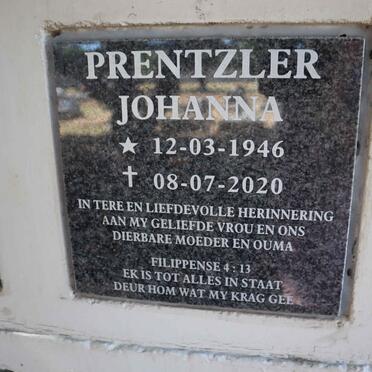 PRENTZLER
JOHANNA
★ 12-03-1946
✝ 08-07-2020
IN TERE EN LIEFDEVOLLE HERINNERING
AAN MY GELIEFDE VROU EN ONS
DIERBARE MOEDER EN OUMA
FILIPPENSE 4 : 13
EK IS TOT ALLES IN STAAT
DEUR HOM WAT MY KRAG GEE